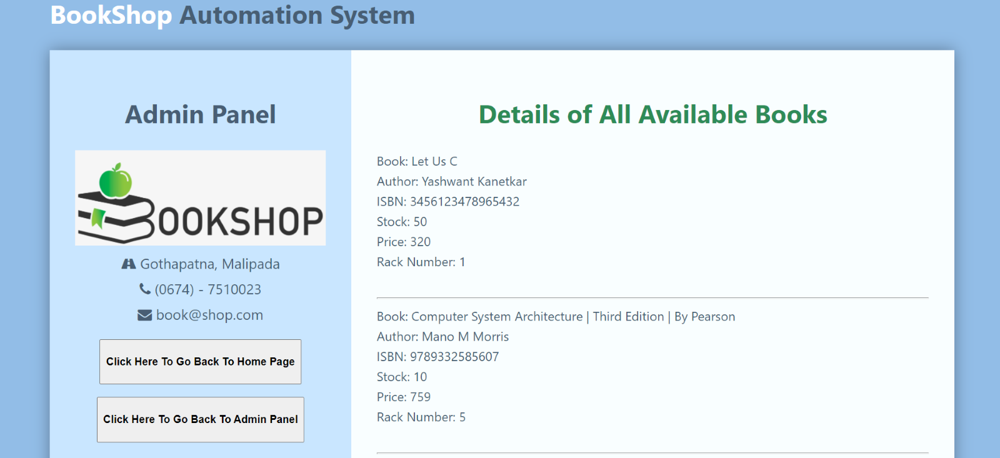 BookShop Automation System
Admin Panel
BOOKSHOP
Gothapatna, Malipada
(0674) - 7510023
book@shop.com
Click Here To Go Back To Home Page
Click Here To Go Back To Admin Panel
Details of All Available Books
Book: Let Us C
Author: Yashwant Kanetkar
ISBN: 3456123478965432
Stock: 50
Price: 320
Rack Number: 1
Book: Computer System Architecture | Third Edition | By Pearson
Author: Mano M Morris
ISBN: 9789332585607
Stock: 10
Price: 759
Rack Number: 5